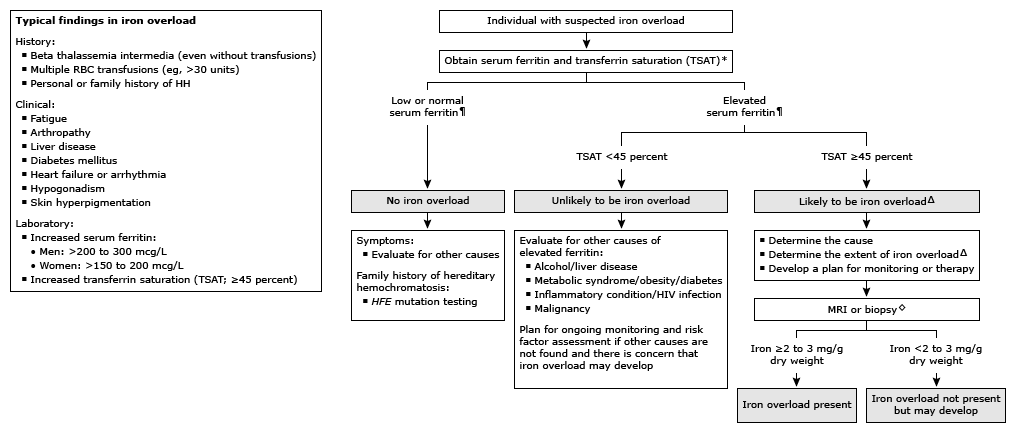 Typical findings in iron overload
History:
▪ Beta thalassemia intermedia (even without transfusions)
▪ Multiple RBC transfusions (eg, >30 units)
▪ Personal or family history of HH
Clinical:
▪ Fatigue
▪ Arthropathy
▪ Liver disease
▪ Diabetes mellitus
▪ Heart failure or arrhythmia
▪ Hypogonadism
▪ Skin hyperpigmentation
Laboratory:
▪ Increased serum ferritin:
• Men: >200 to 300 mcg/L
• Women: >150 to 200 mcg/L
▪ Increased transferrin saturation (TSAT; ≥45 percent)
Individual with suspected iron overload
Obtain serum ferritin and transferrin saturation (TSAT)*
Low or normal
serum ferritin¶
Elevated
serum ferritin¶
TSAT <45 percent
TSAT ≥45 percent
No iron overload
Unlikely to be iron overload
Likely to be iron overloadΔ
Symptoms:
▪ Evaluate for other causes
Family history of hereditary
hemochromatosis:
▪ HFE mutation testing
Evaluate for other causes of
elevated ferritin:
▪ Alcohol/liver disease
▪ Metabolic syndrome/obesity/diabetes
▪ Inflammatory condition/HIV infection
▪ Malignancy
Plan for ongoing monitoring and risk
factor assessment if other causes are
not found and there is concern that
iron overload may develop
▪ Determine the cause
▪ Determine the extent of iron overloadΔ
▪ Develop a plan for monitoring or therapy
MRI or biopsy◇
Iron ≥2 to 3 mg/g
dry weight
Iron <2 to 3 mg/g
dry weight
Iron overload present
Iron overload not present
but may develop